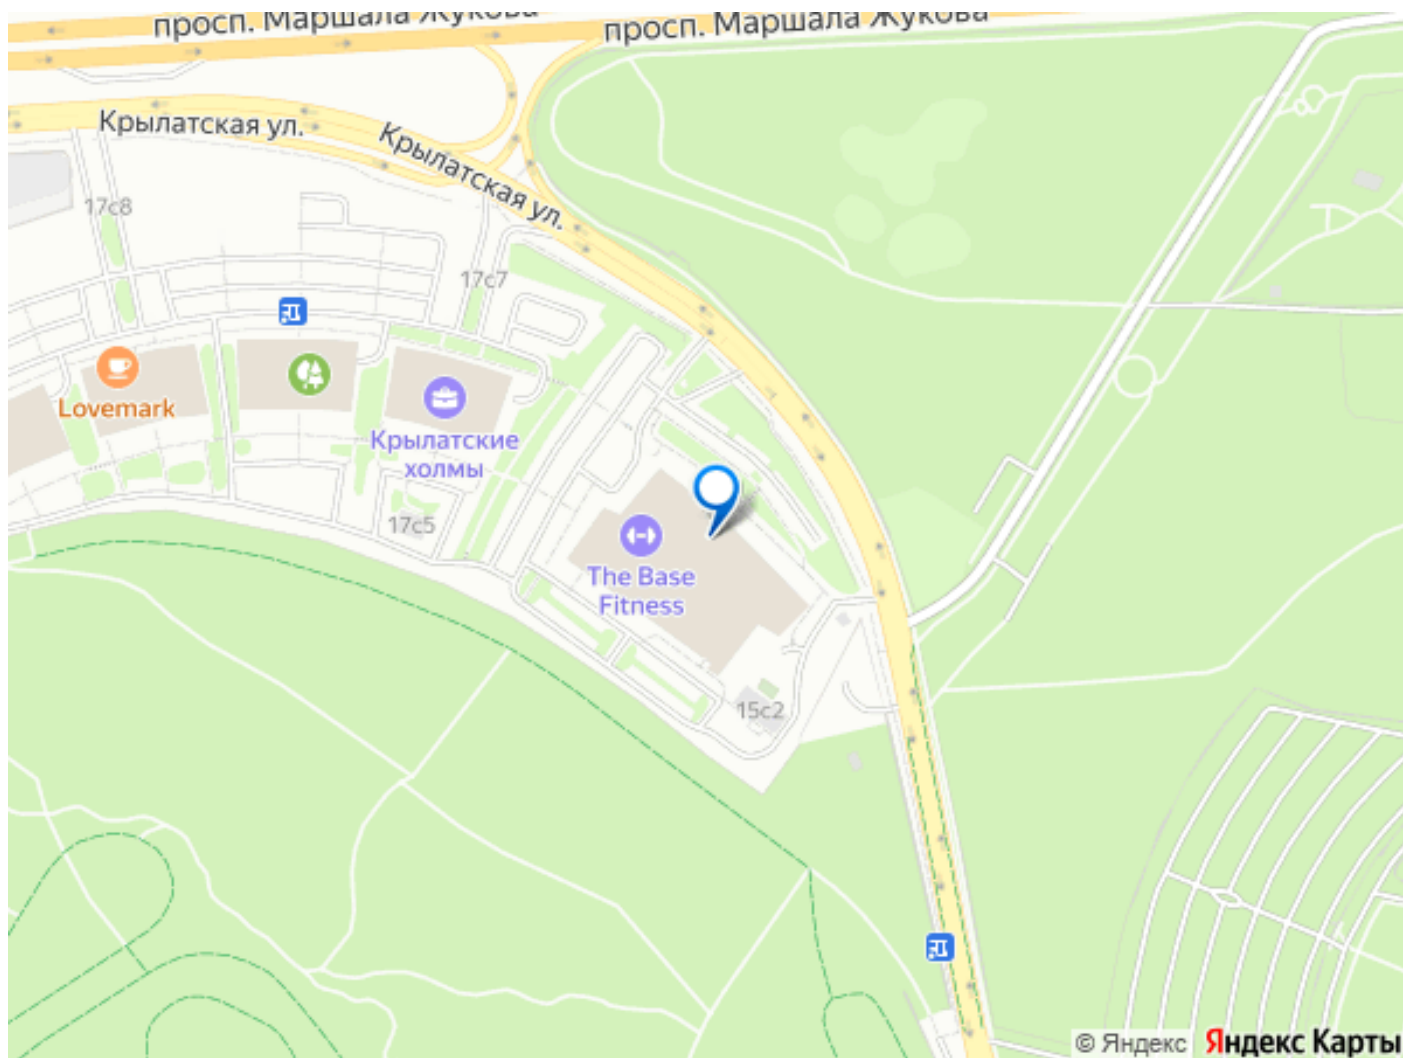 просп. Маршала Жукова
просп. Маршала Жукова
Крылатская ул.
Крылатская ул.
17с8
17с7
Lovemark
Крылатские
холмы
17с5
The Base
Fitness
15с2
© Яндекс
Яндекс Карты